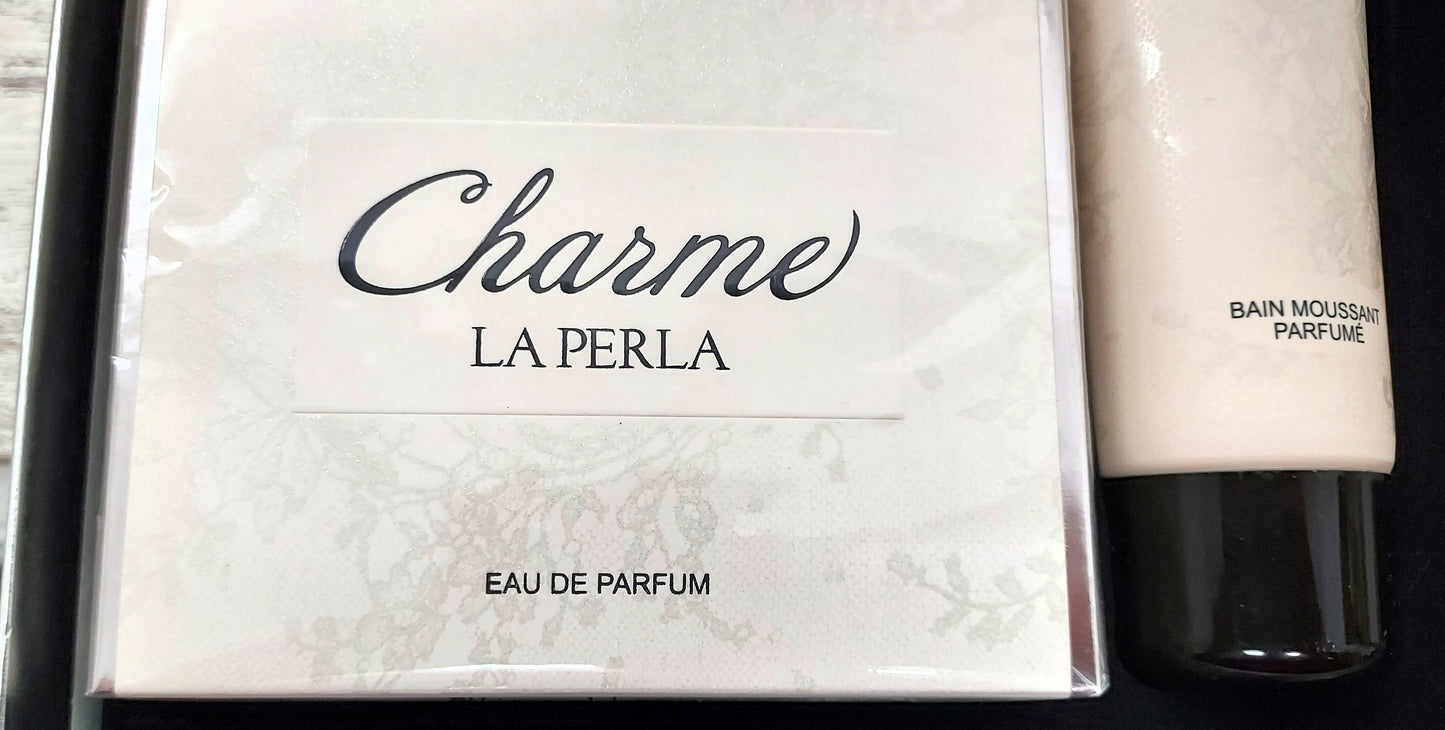 Charme
LA PERLA
EAU DE PARFUM
BAIN MOUSSANT
PARFUMÉ